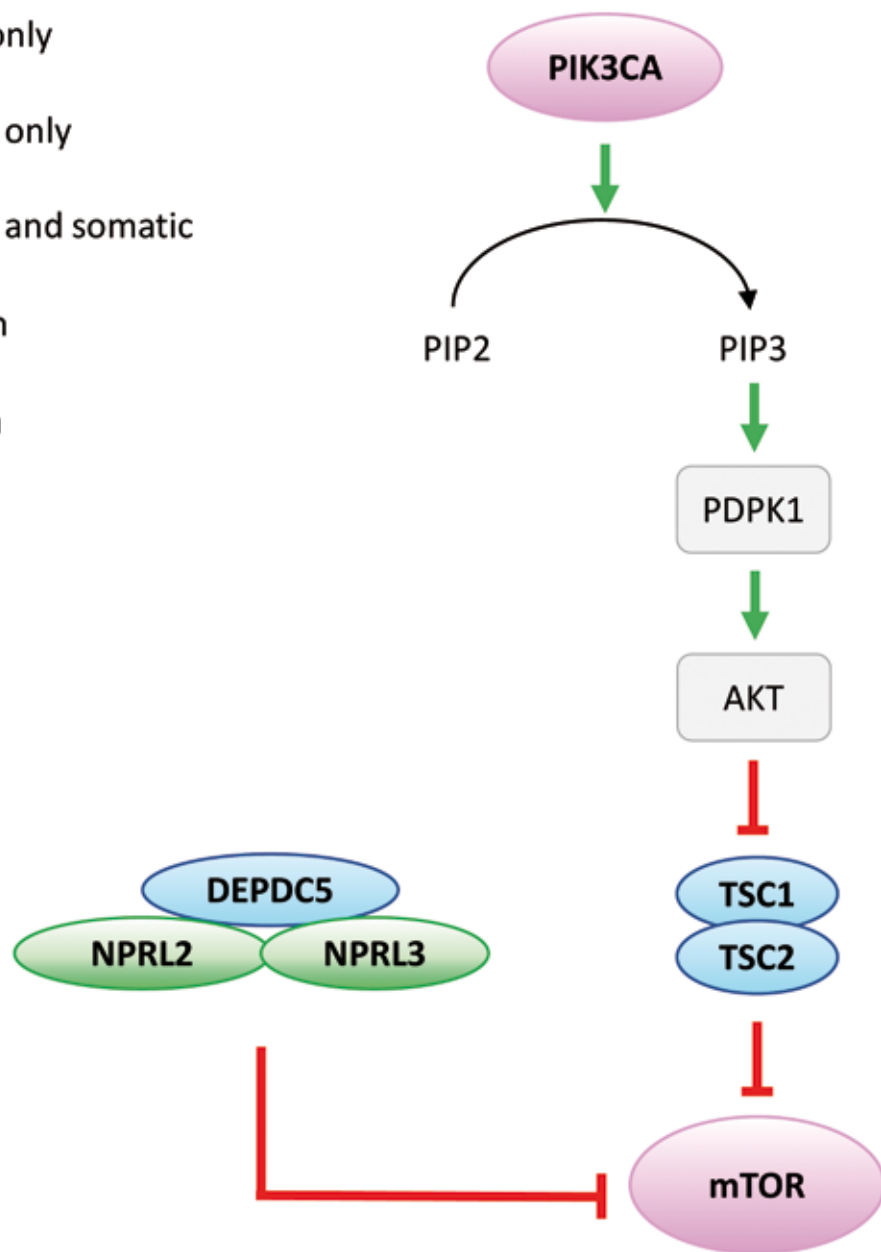 only
only
and somatic
PIK3CA
PIP2
PIP3
PDPK1
AKT
DEPDC5
NPRL2
NPRL3
TSC1
TSC2
mTOR